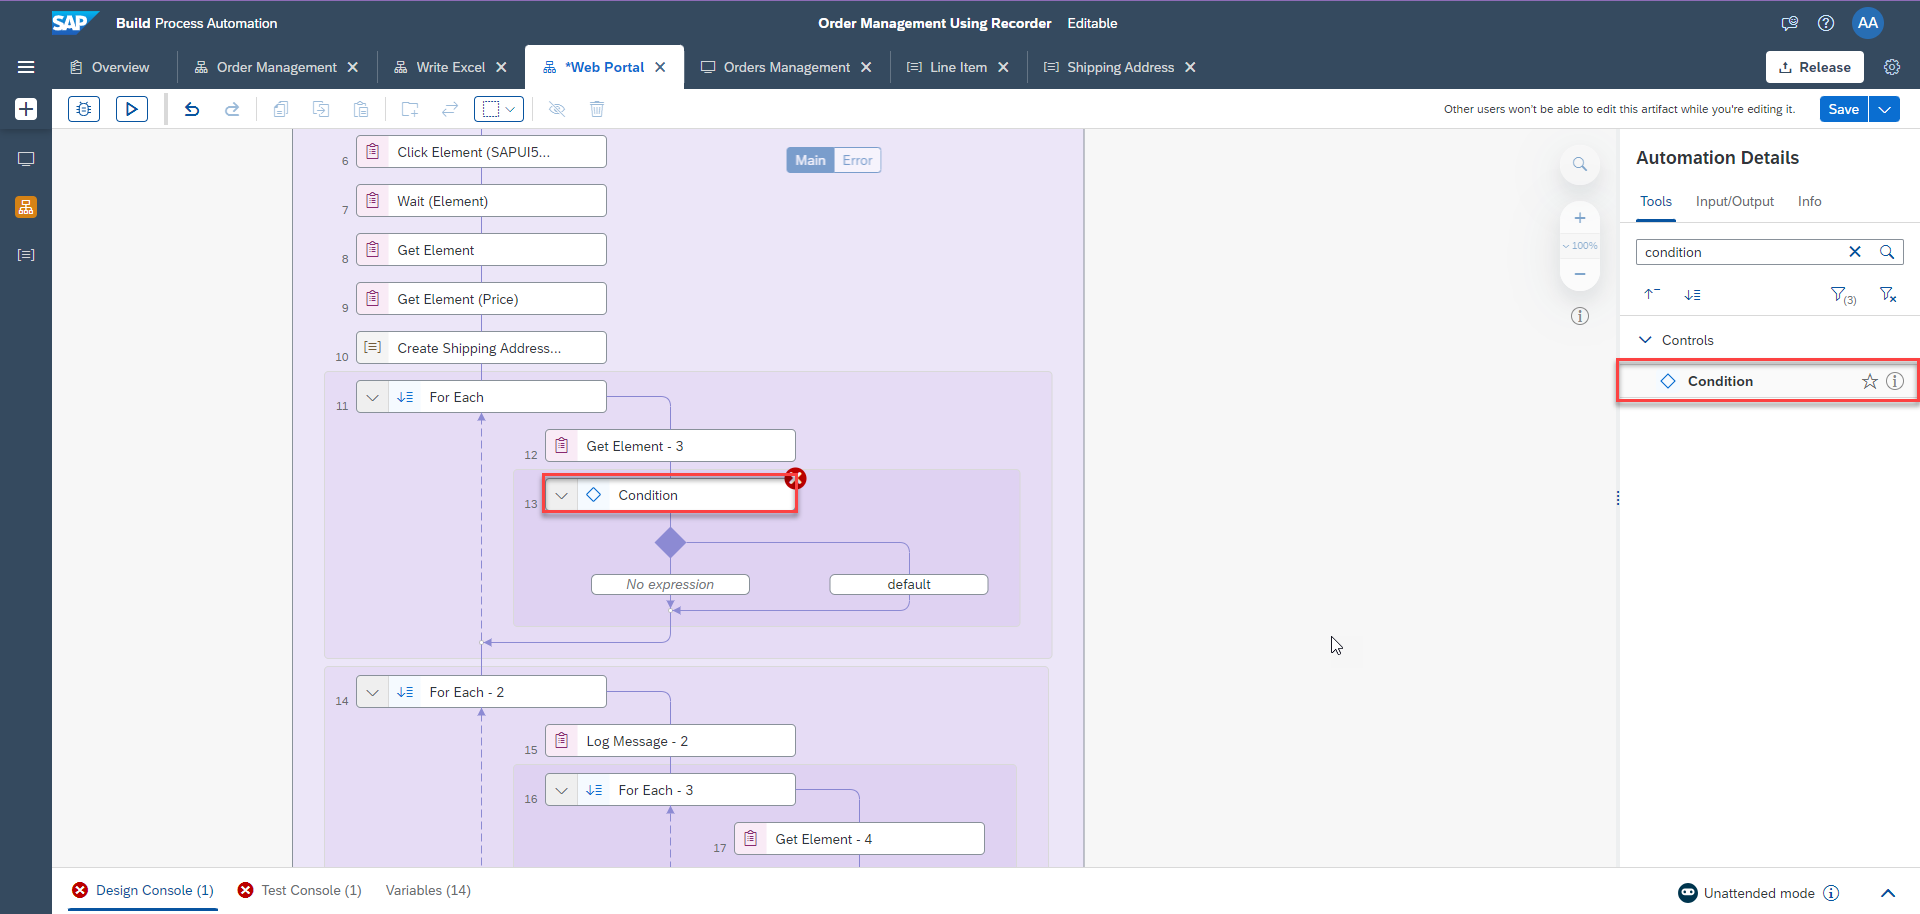 SAP Build Process Automation
Order Management Using Recorder Editable
AA
Overview
Order Management
Write Excel
*Web Portal
Orders Management
Line Item
Shipping Address
Release
Other users won't be able to edit this artifact while you're editing it.
Save
6 Click Element (SAPUI5...
Main Error
7 Wait (Element)
8 Get Element
9 Get Element (Price)
10 Create Shipping Address...
11 For Each
12 Get Element - 3
13 Condition
No expression
default
14 For Each - 2
15 Log Message - 2
16 For Each - 3
17 Get Element - 4
100%
Automation Details
Tools Input/Output Info
condition
(3)
Controls
Condition
Design Console (1) Test Console (1) Variables (14)
Unattended mode